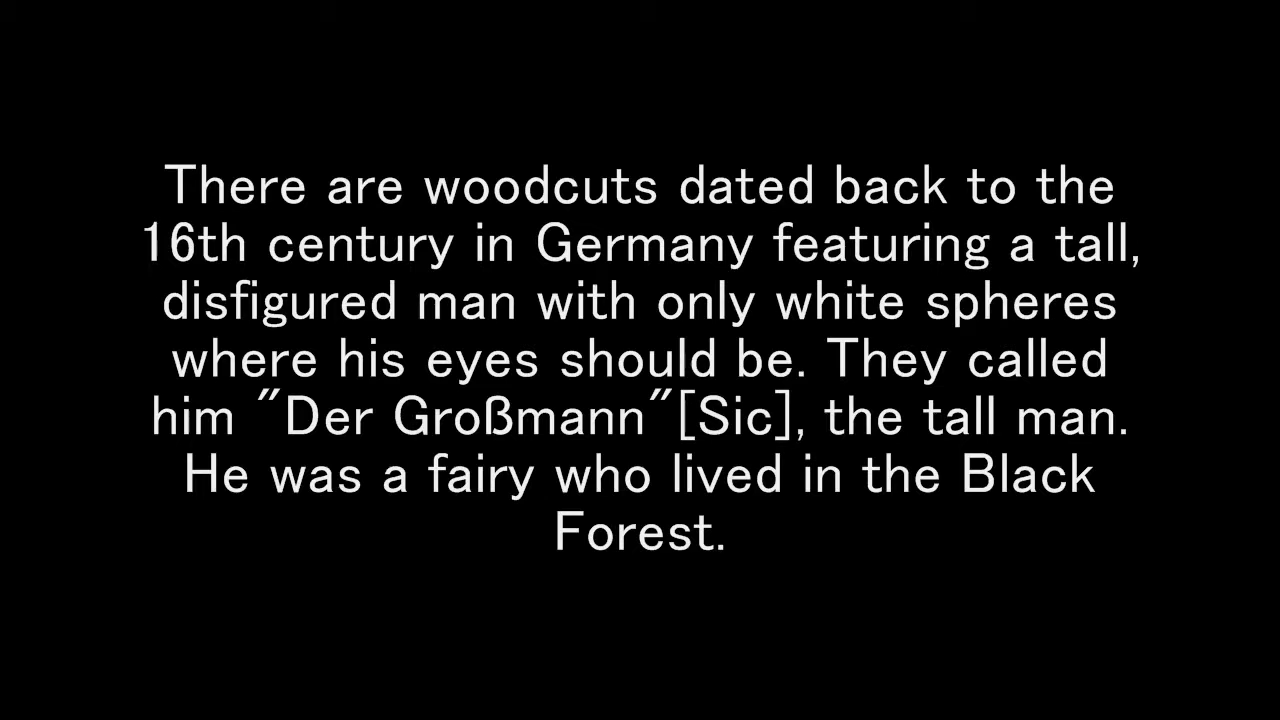 There are woodcuts dated back to the
16th century in Germany featuring a tall,
disfigured man with only white spheres
where his eyes should be. They called
him "Der Großmann"[Sic], the tall man.
He was a fairy who lived in the Black
Forest.